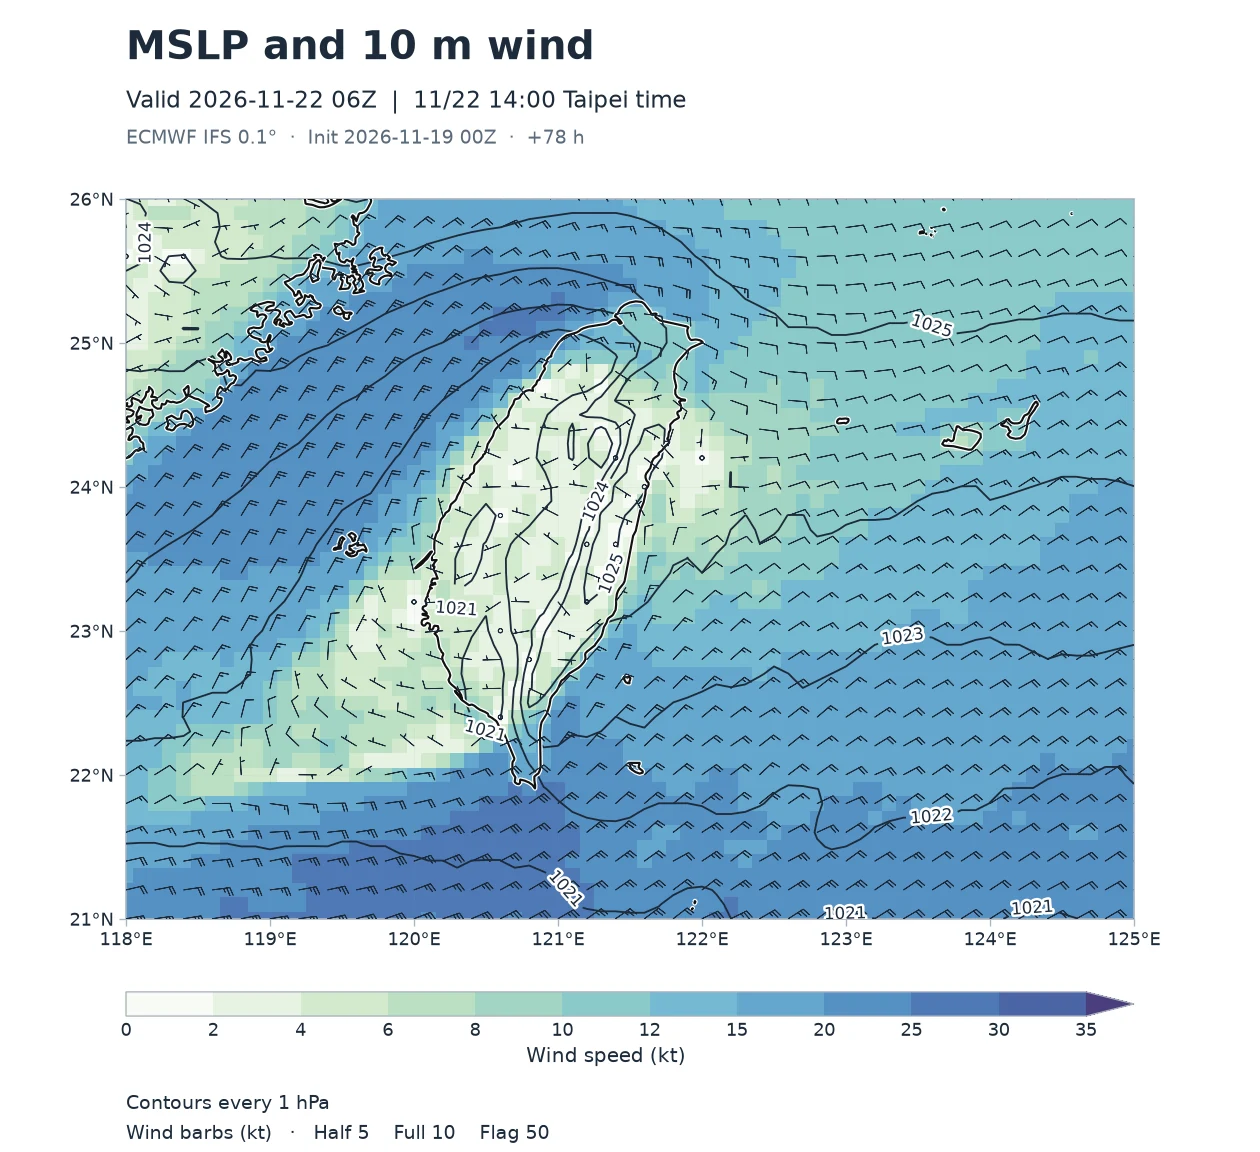 MSLP and 10 m wind
Valid 2026-11-22 06Z | 11/22 14:00 Taipei time
ECMWF IFS 0.1° · Init 2026-11-19 00Z · +78 h
26°N
25°N
24°N
23°N
22°N
21°N
1024
1025
1024
1025
1021
1023
1021
1022
1021
1021
1021
118°E 119°E 120°E 121°E 122°E 123°E 124°E 125°E
0 2 4 6 8 10 12 15 20 25 30 35
Wind speed (kt)
Contours every 1 hPa
Wind barbs (kt) · Half 5 Full 10 Flag 50